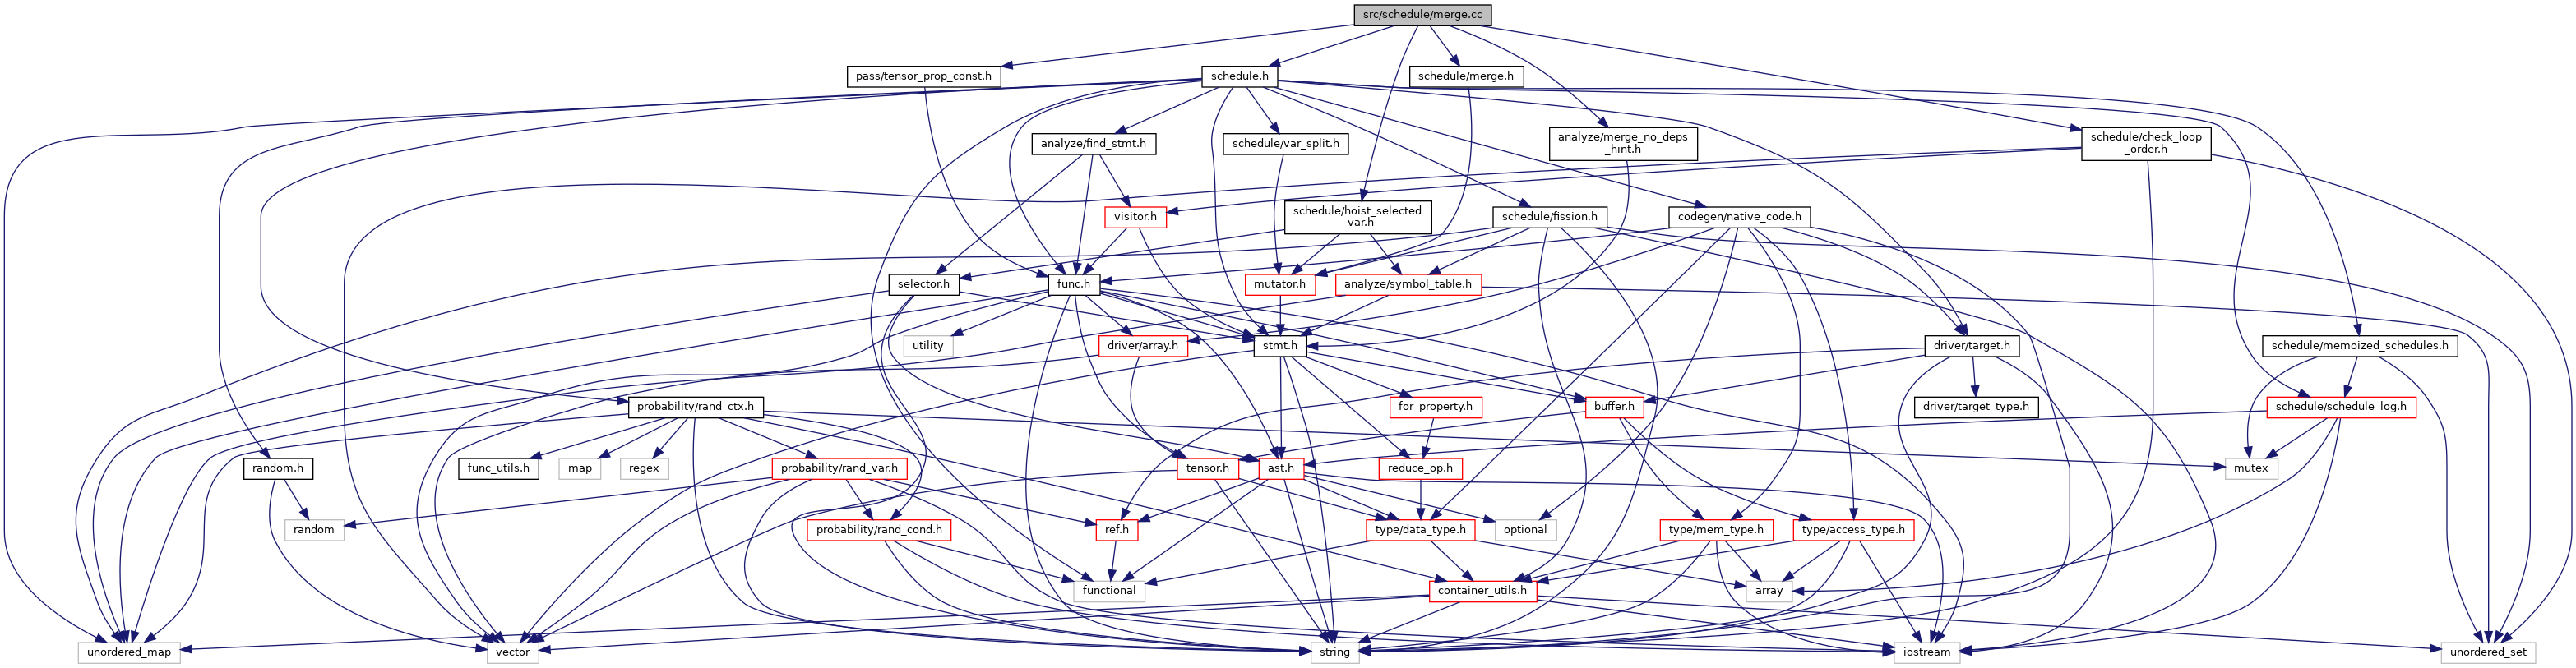 src/schedule/merge.cc
pass/tensor_prop_const.h
schedule.h
schedule/merge.h
analyze/find_stmt.h
schedule/var_split.h
analyze/merge_no_deps
_hint.h
schedule/check_loop
_order.h
visitor.h
schedule/hoist_selected
_var.h
schedule/fission.h
codegen/native_code.h
selector.h
func.h
mutator.h
analyze/symbol_table.h
utility
driver/array.h
stmt.h
driver/target.h
schedule/memoized_schedules.h
probability/rand_ctx.h
for_property.h
buffer.h
driver/target_type.h
schedule/schedule_log.h
random.h
func_utils.h
map
regex
probability/rand_var.h
tensor.h
ast.h
reduce_op.h
mutex
random
probability/rand_cond.h
ref.h
type/data_type.h
optional
type/mem_type.h
type/access_type.h
functional
container_utils.h
array
unordered_map
vector
string
iostream
unordered_set